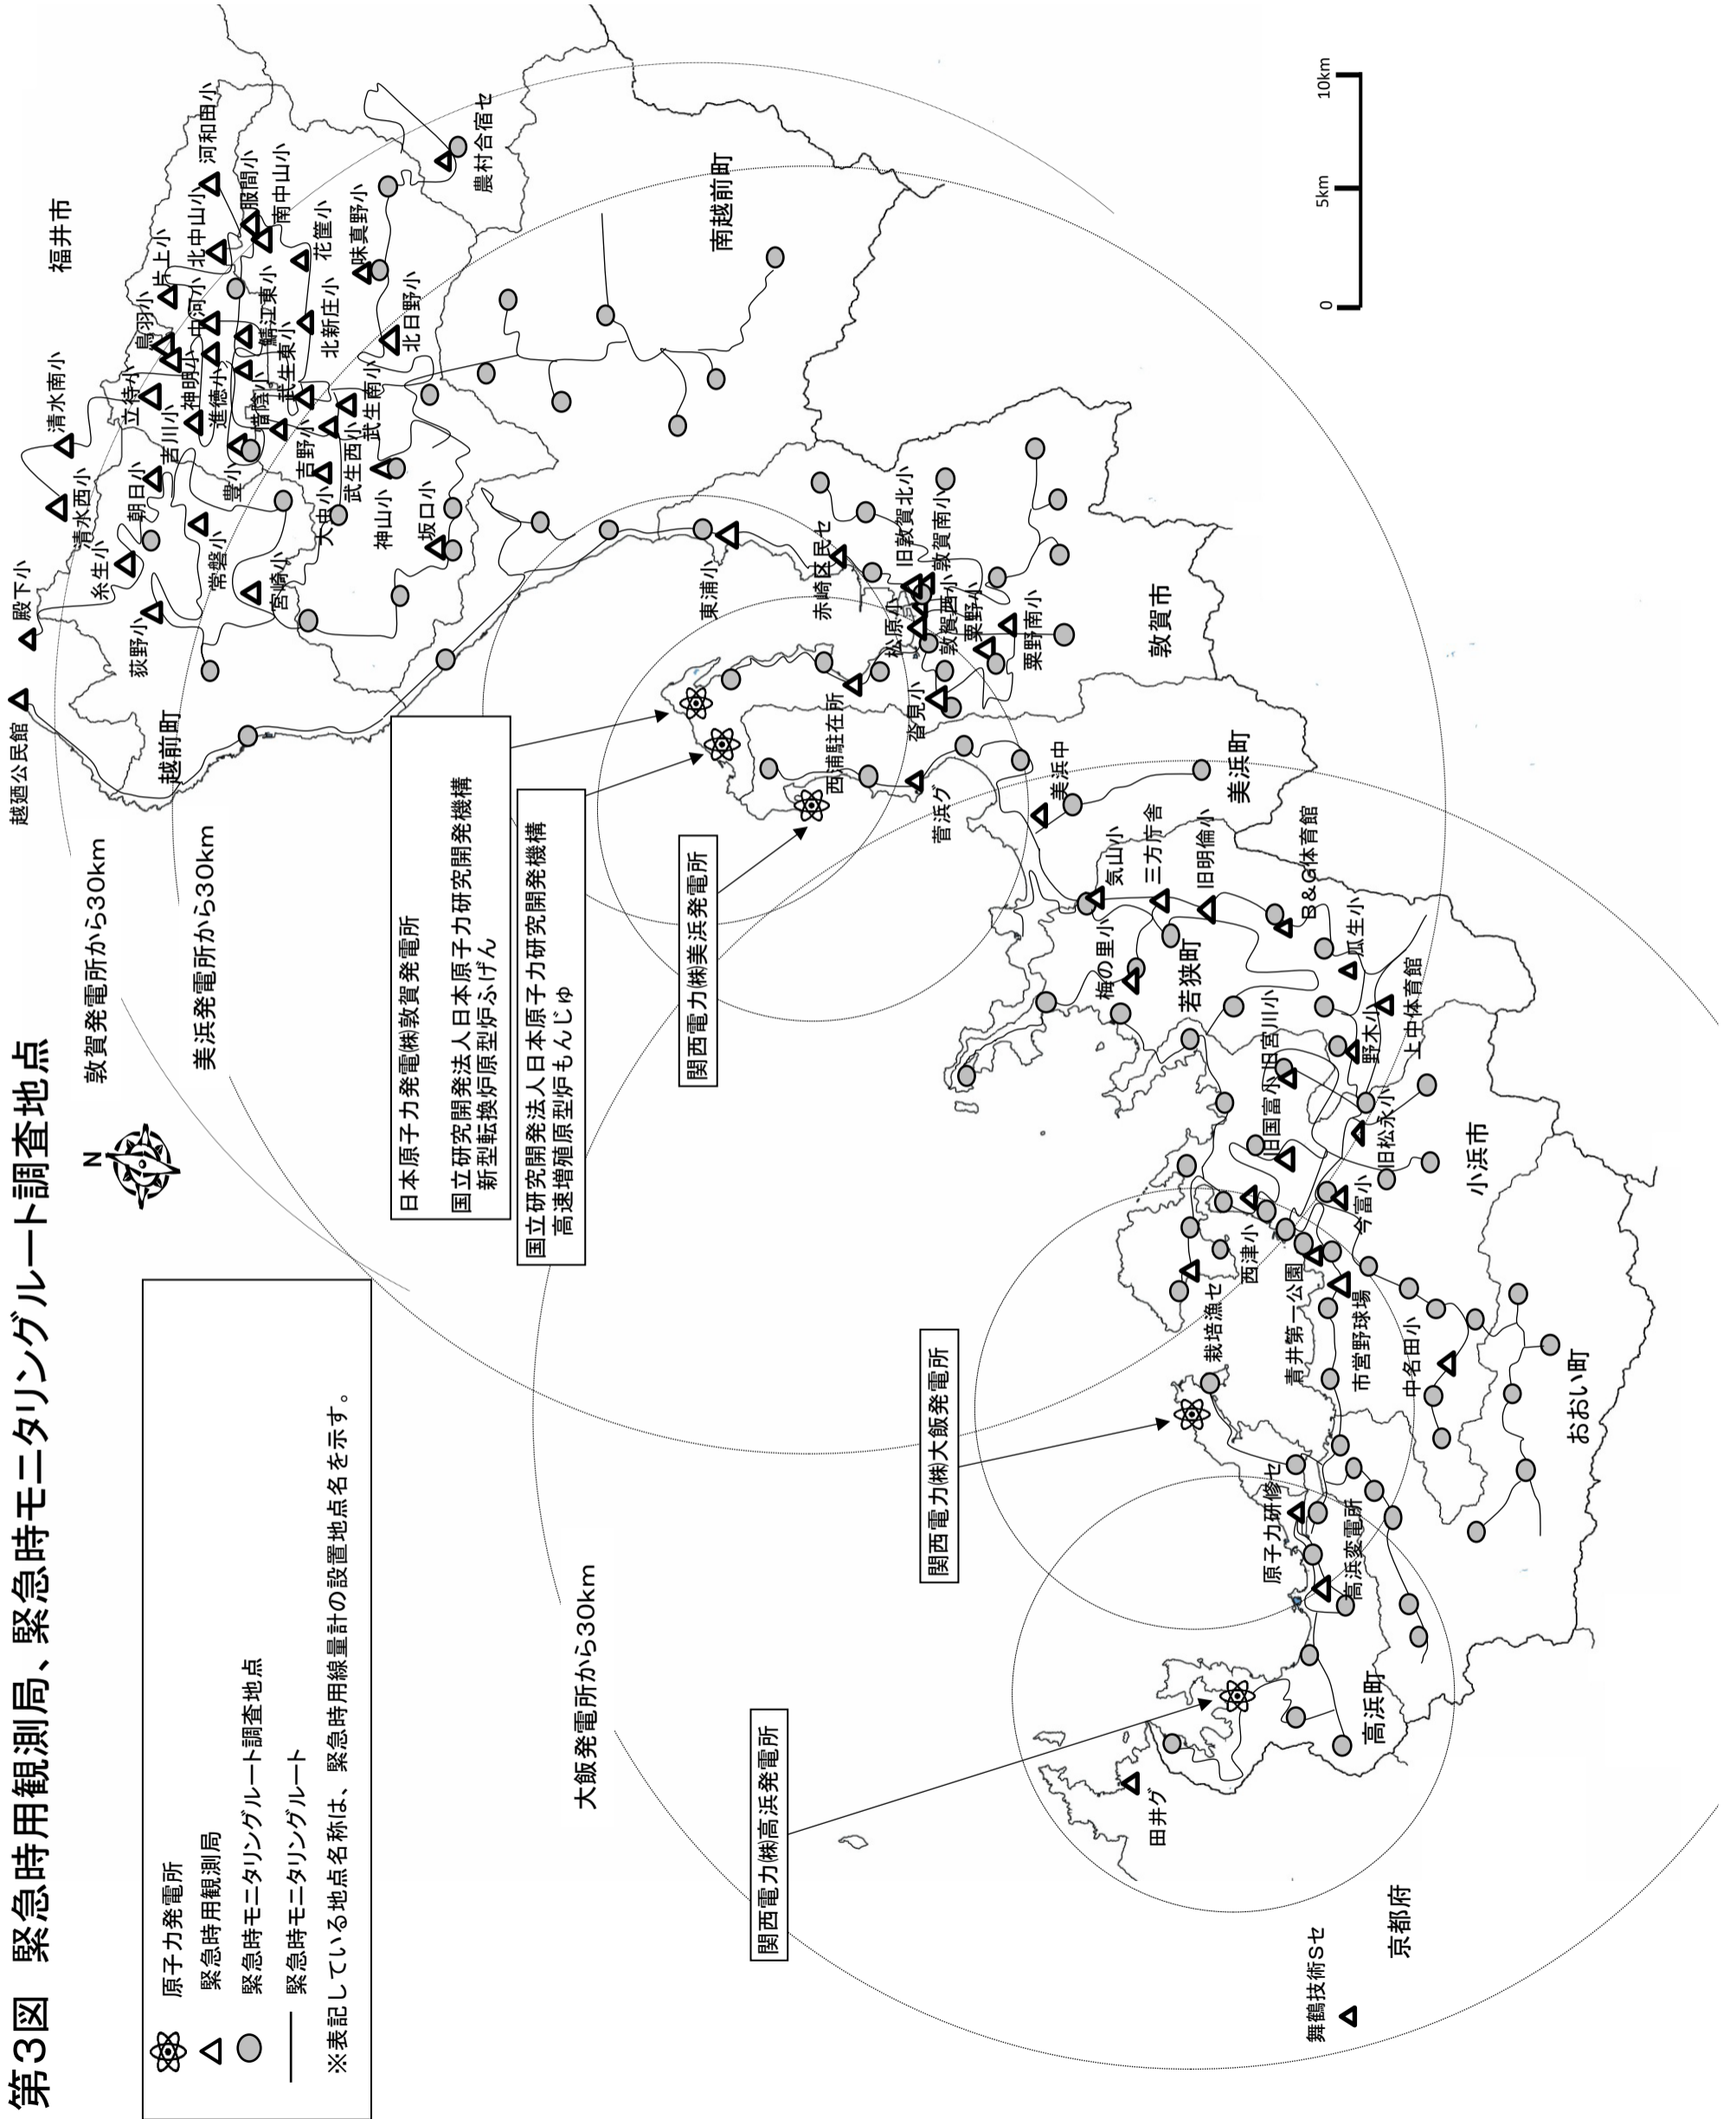 第3図　緊急時用観測局、緊急時モニタリングルート調査地点
原子力発電所
緊急時用観測局
緊急時モニタリングルート調査地点
緊急時モニタリングルート
※表記している地点名称は、緊急時用線量計の設置地点名を示す。
N
敦賀発電所から30km
美浜発電所から30km
大飯発電所から30km
日本原子力発電㈱敦賀発電所
国立研究開発法人日本原子力研究開発機構
新型転換炉原型炉ふげん
国立研究開発法人日本原子力研究開発機構
高速増殖原型炉もんじゅ
関西電力㈱美浜発電所
関西電力㈱大飯発電所
関西電力㈱高浜発電所
福井市
越前町
南越前町
敦賀市
美浜町
若狭町
小浜市
おおい町
高浜町
京都府
越廼公民館
殿下小
清水西小
清水南小
糸生小
朝日小
荻野小
常磐小
宮崎小
立待小
鳥羽小
片上小
北中山小
河和田小
服間小
南中山小
中河小
神明小
進徳小
惜陰小
鯖江東小
武生東小
茜川小
豊小
吉野小
大虫小
武生西小
武生南小
北新庄小
花筐小
味真野小
北日野小
農村合宿セ
神山小
坂口小
東浦小
赤崎区民セ
旧敦賀北小
敦賀南小
松原小
敦賀西小
粟野小
粟野南小
沓見小
西浦駐在所
菅浜グ
美浜中
気山小
三方庁舎
旧明倫小
B&G体育館
梅の里小
瓜生小
上中体育館
野木小
旧宮川小
旧国富小
旧松永小
今富小
西津小
栽培漁セ
青井第一公園
市営野球場
中名田小
原子力研修セ
高浜変電所
田井グ
舞鶴技術Sセ
0
5km
10km